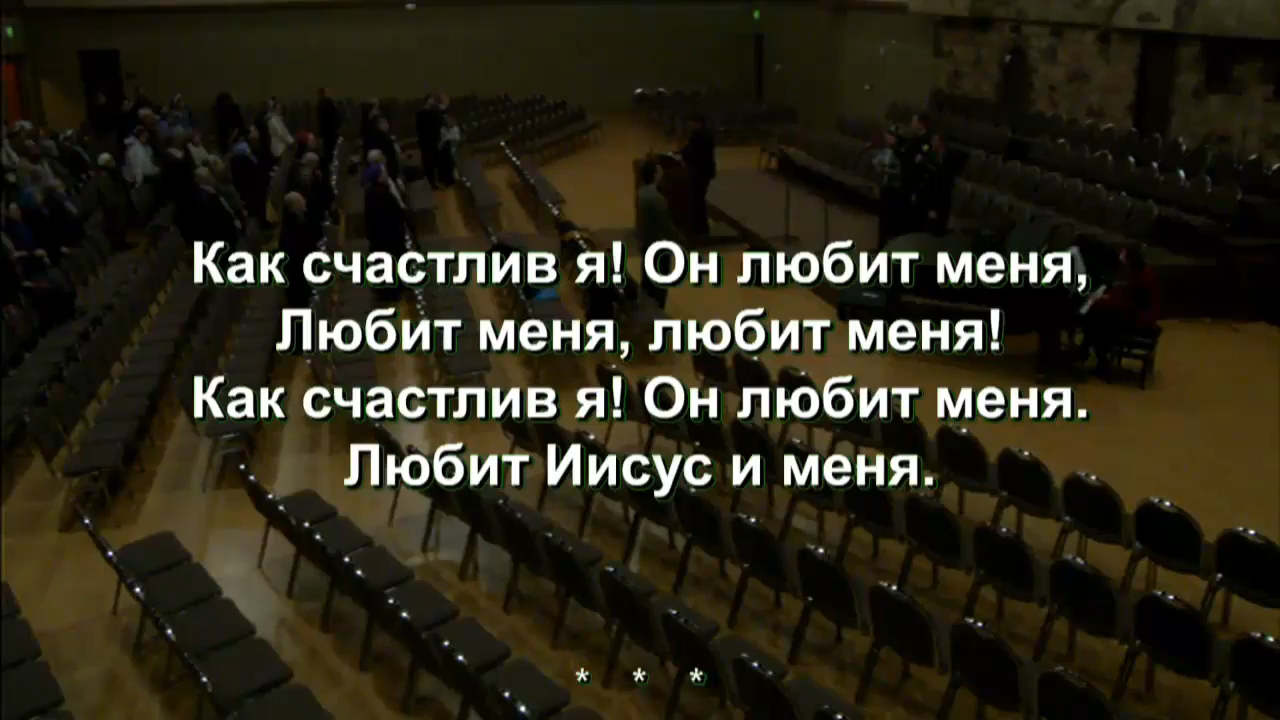 Как счастлив я! Он любит меня,
Любит меня, любит меня!
Как счастлив я! Он любит меня.
Любит Иисус и меня.
* * *